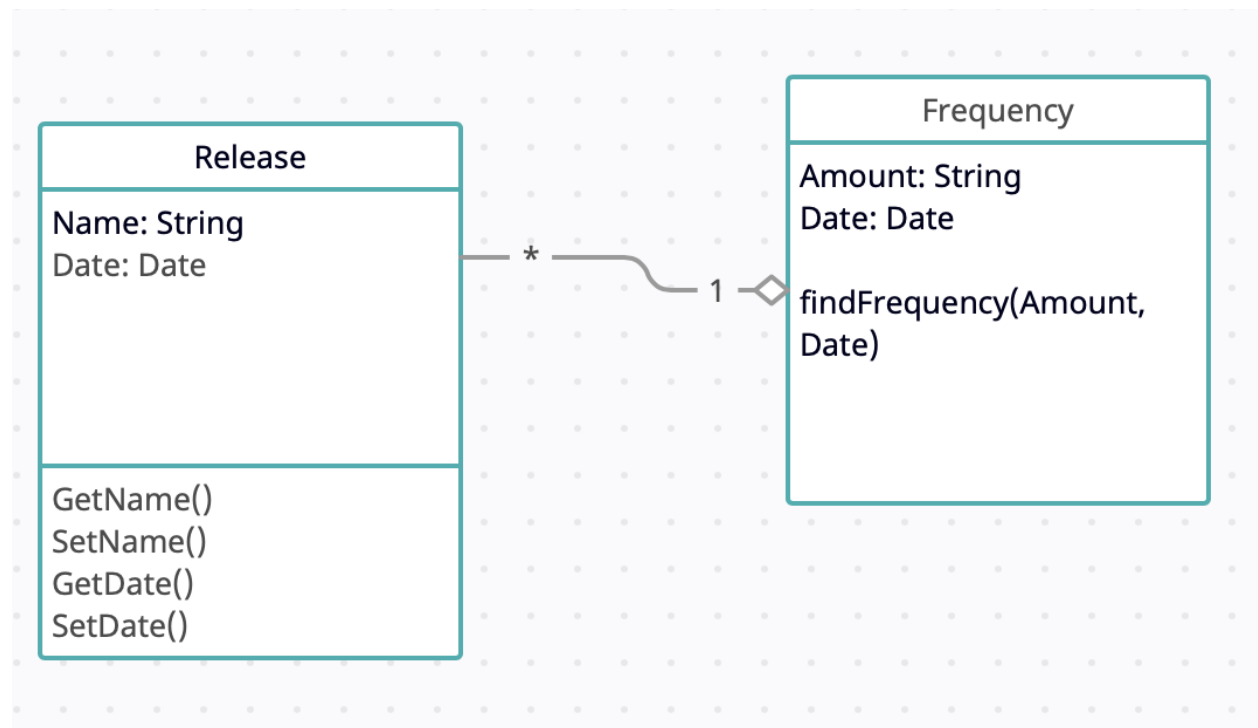 Release
Name: String
Date: Date
GetName()
SetName()
GetDate()
SetDate()
*
1
Frequency
Amount: String
Date: Date
findFrequency(Amount,
Date)